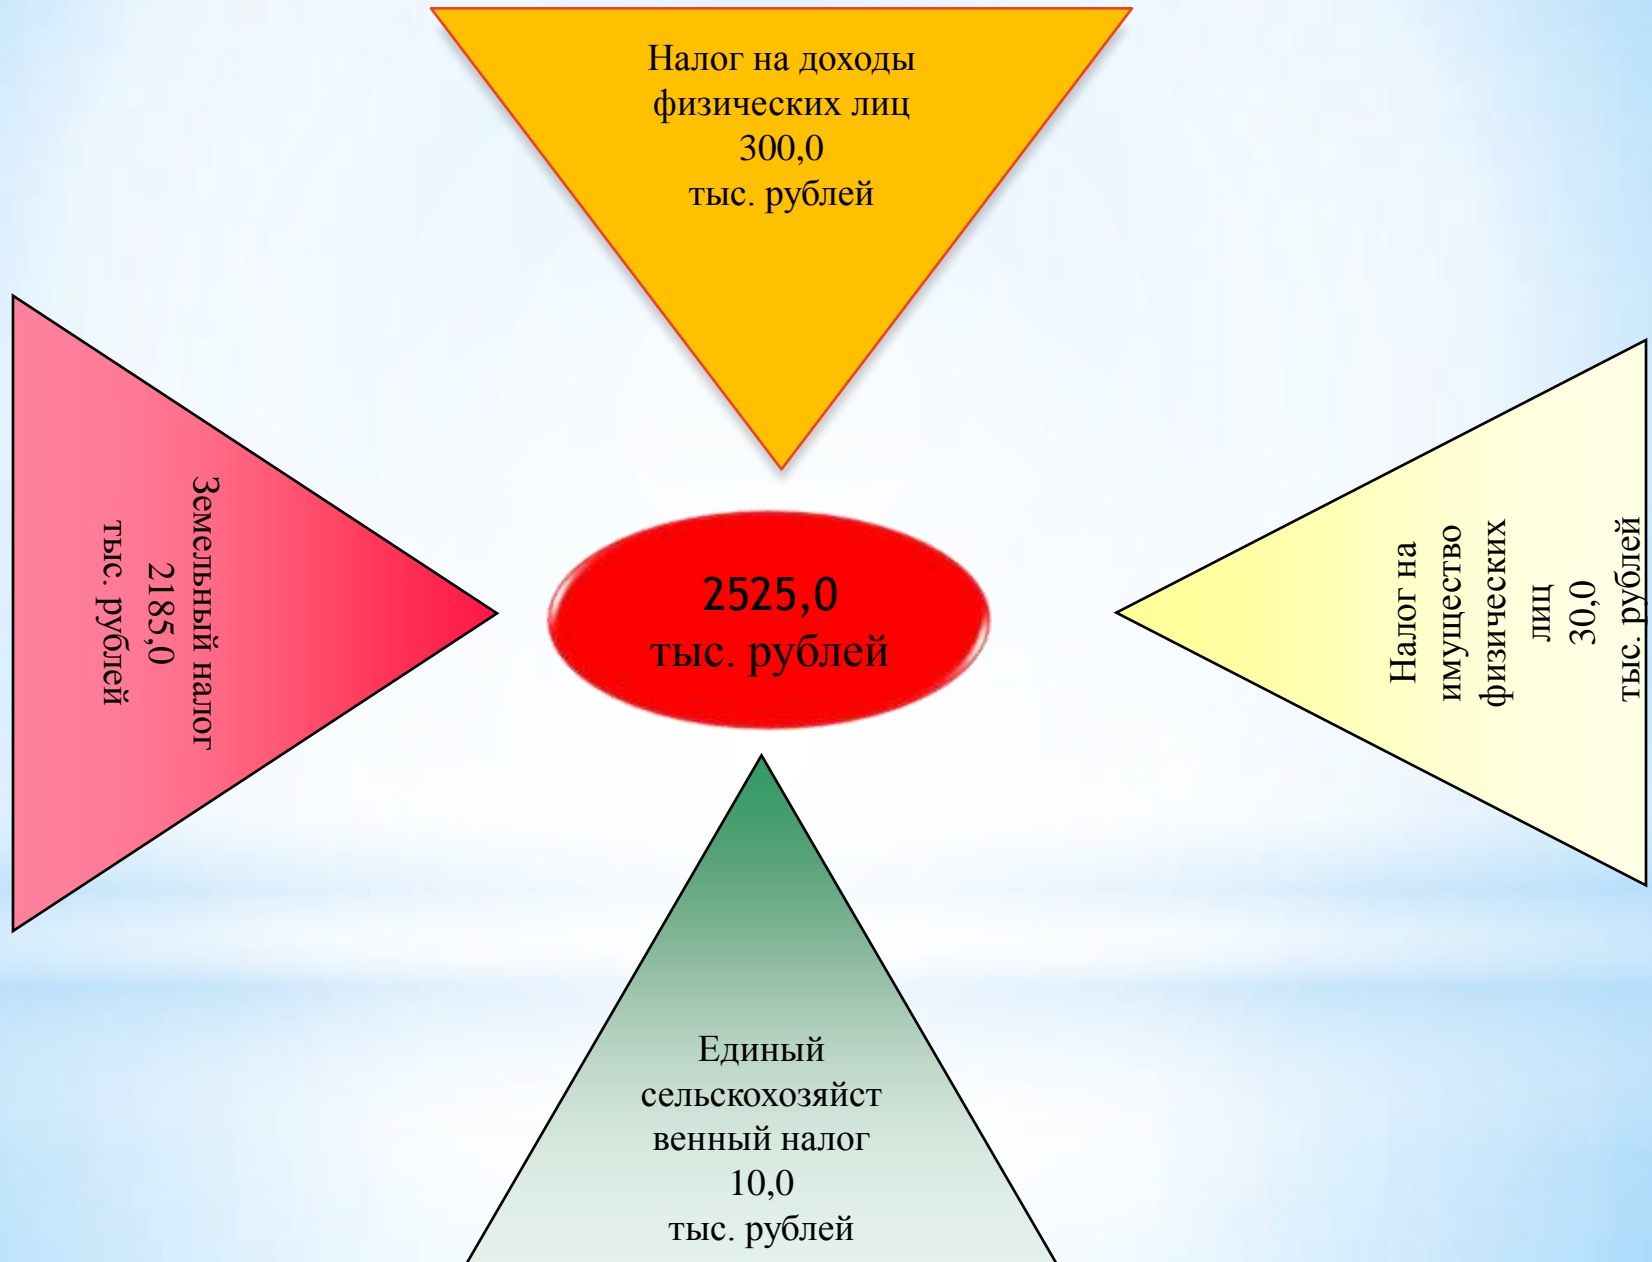 Налог на доходы
физических лиц
300,0
тыс. рублей
Земельный налог
2185,0
тыс. рублей
2525,0
тыс. рублей
Налог на
имущество
физических
лиц
30,0
тыс. рублей
Единый
сельскохозяйст
венный налог
10,0
тыс. рублей